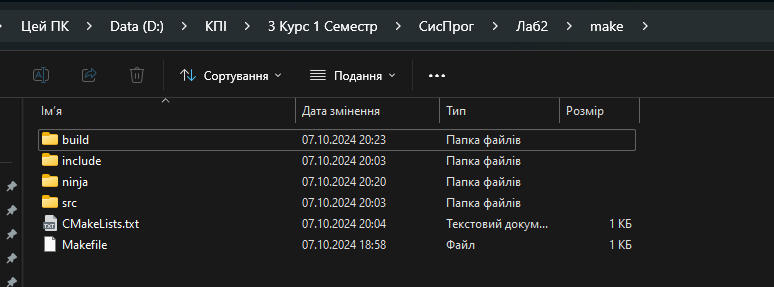 Цей ПК > Data (D:) > КПІ > 3 Курс 1 Семестр > СисПрог > Лаб2 > make >
Сортування Подання •••
Ім'я Дата змінення Тип Розмір
build 07.10.2024 20:23 Папка файлів
include 07.10.2024 20:03 Папка файлів
ninja 07.10.2024 20:20 Папка файлів
src 07.10.2024 20:03 Папка файлів
TXT CMakeLists.txt 07.10.2024 20:04 Текстовий докум... 1 КБ
Makefile 07.10.2024 18:58 Файл 1 КБ